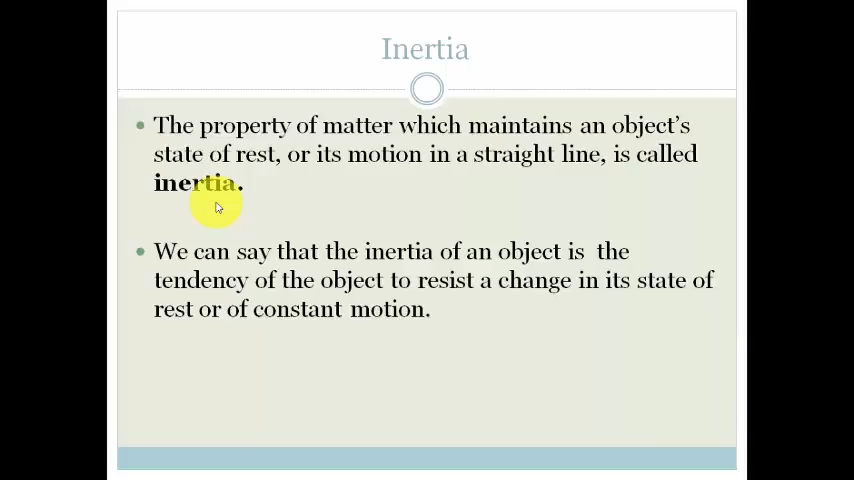 Inertia
• The property of matter which maintains an object's
state of rest, or its motion in a straight line, is called
inertia.
• We can say that the inertia of an object is the
tendency of the object to resist a change in its state of
rest or of constant motion.